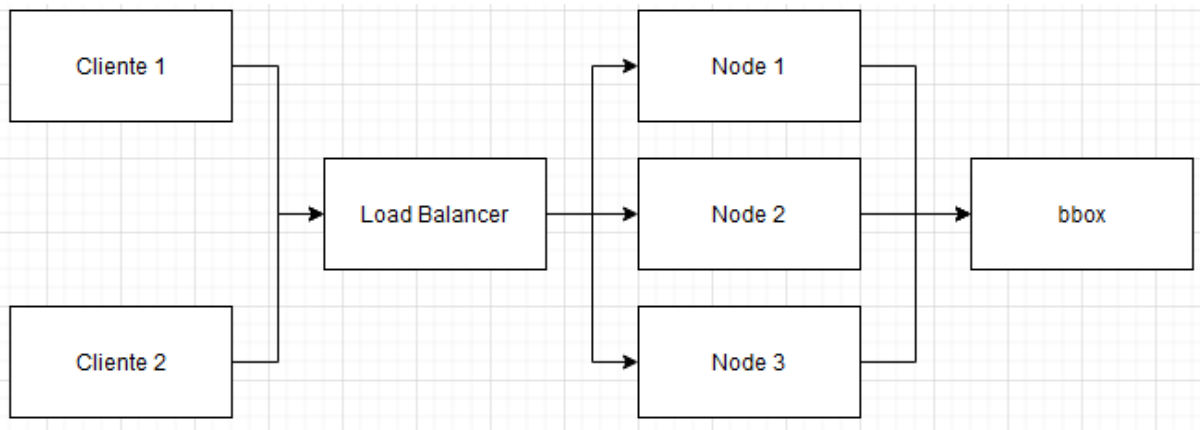 Cliente 1
Node 1
Load Balancer
Node 2
bbox
Cliente 2
Node 3